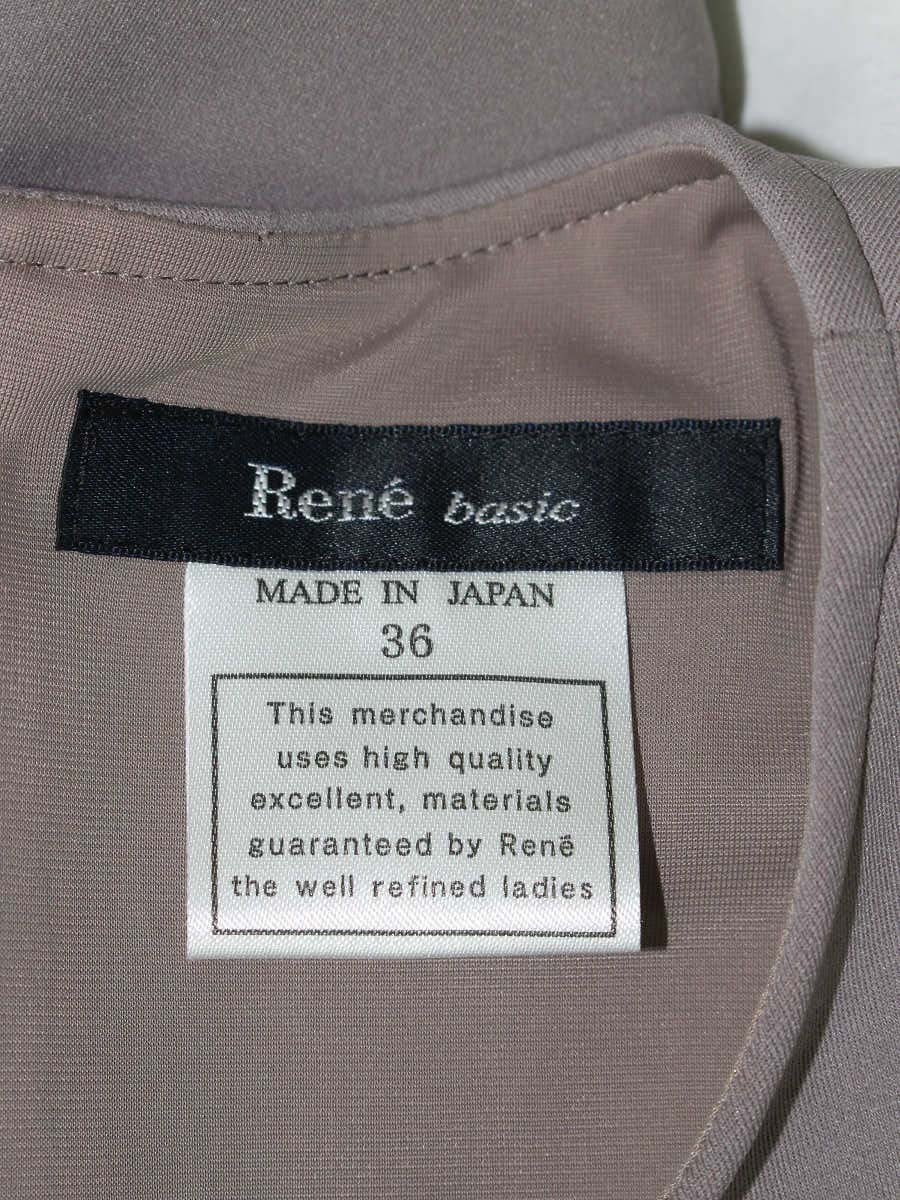 René basic
MADE IN JAPAN
36
This merchandise
uses high quality
excellent, materials
guaranteed by René
the well refined ladies